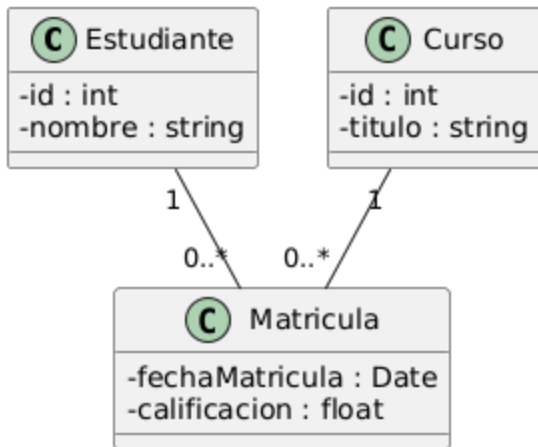 C Estudiante
-id : int
-nombre : string
C Curso
-id : int
-titulo : string
1
1
0..*
0..*
C Matricula
-fechaMatricula : Date
-calificacion : float